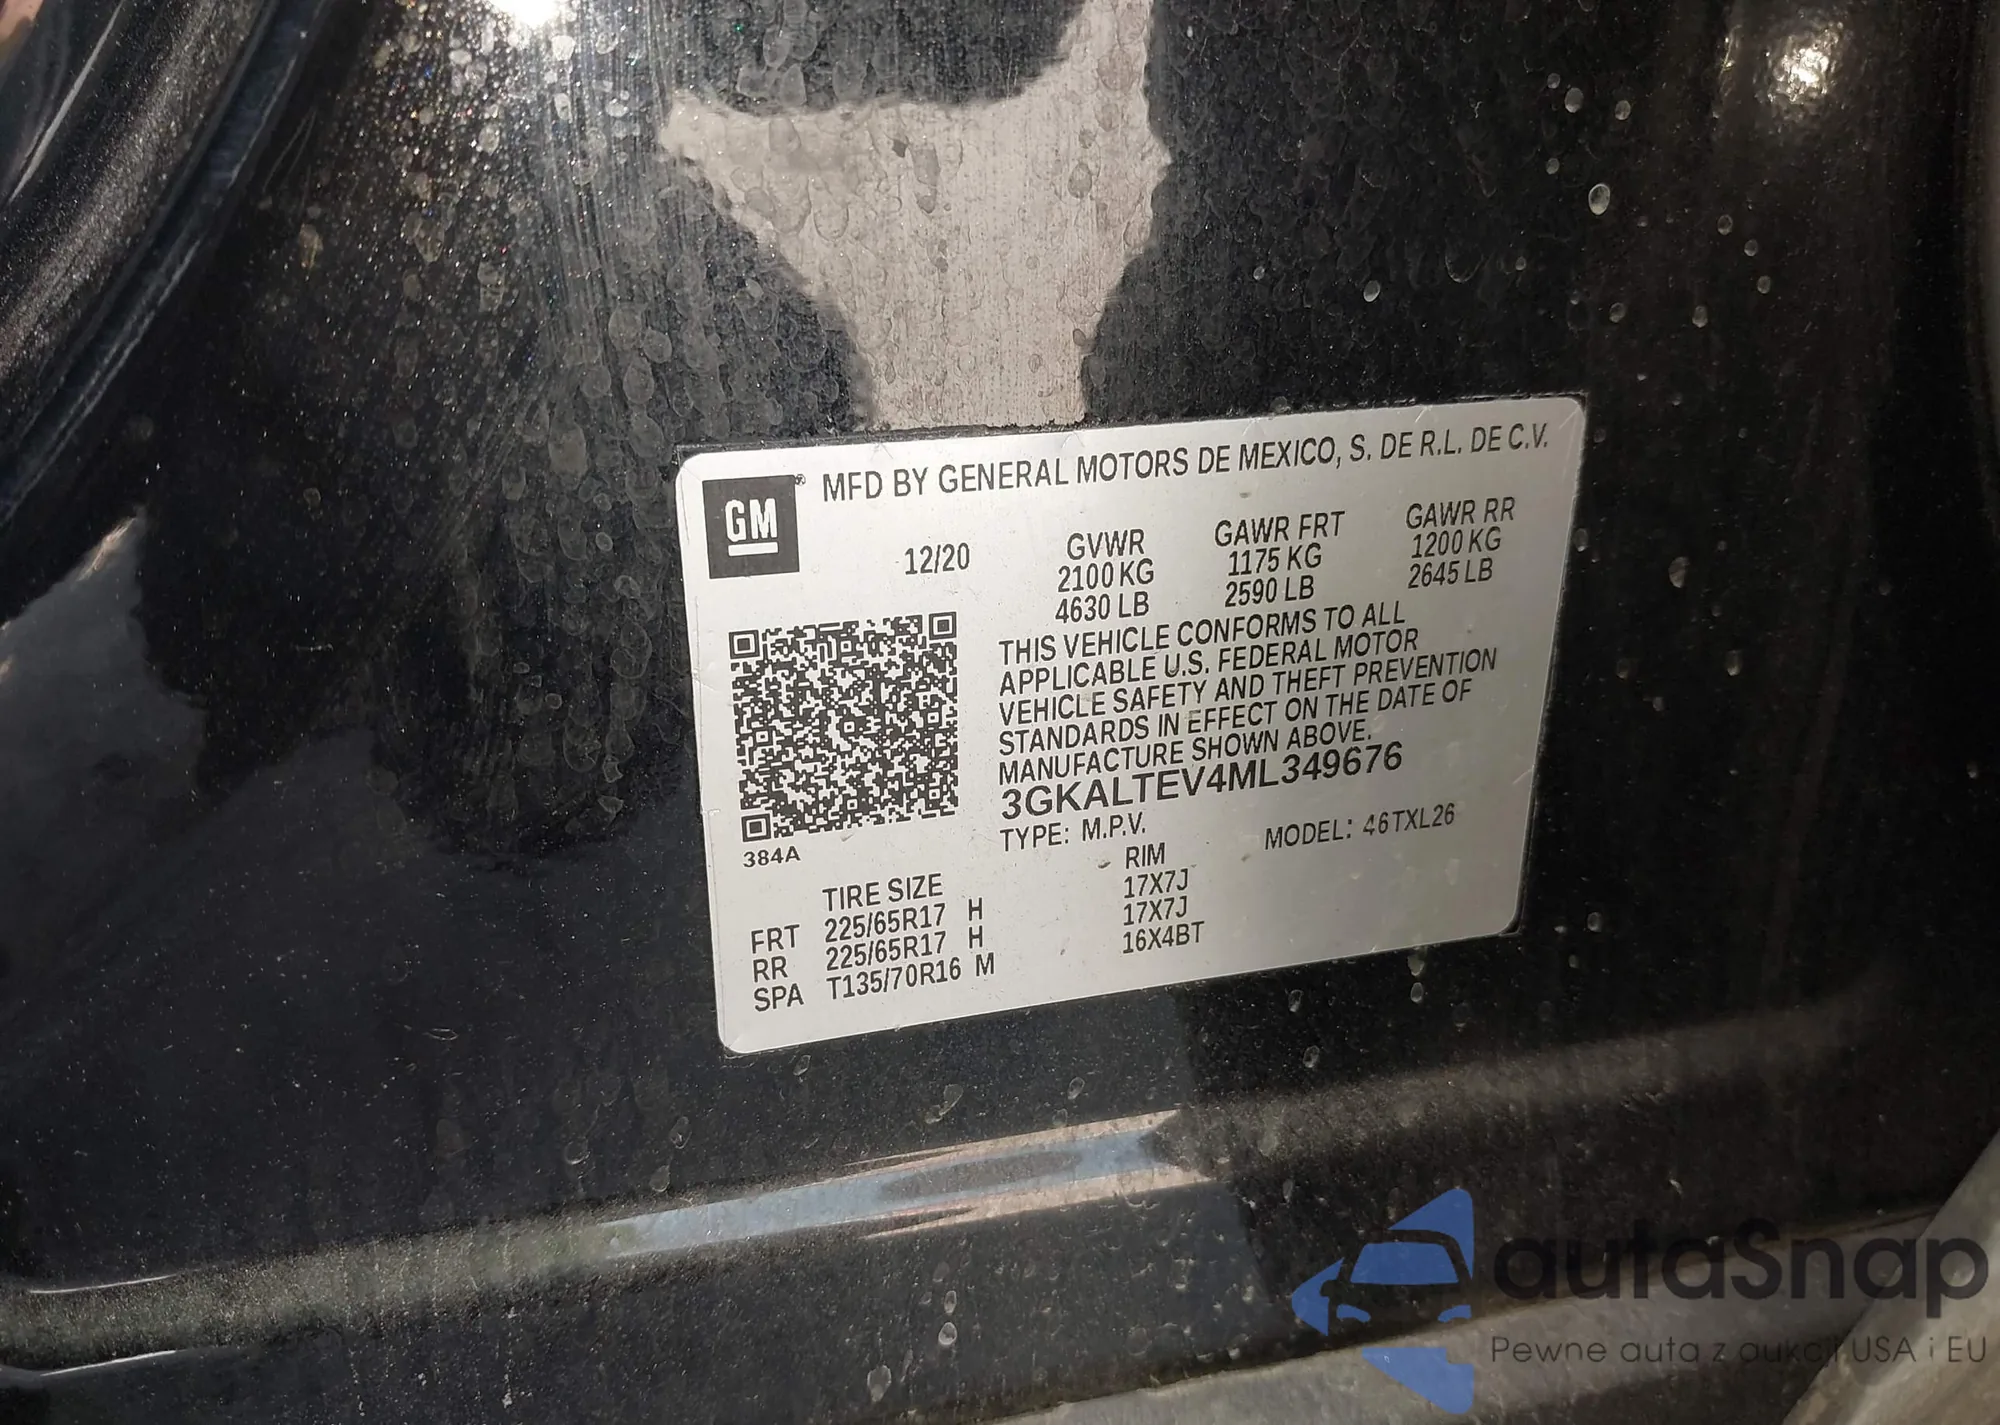 GM
MFD BY GENERAL MOTORS DE MEXICO, S. DE R.L. DE C.V.
12/20
GVWR GAWR FRT GAWR RR
2100 KG 1175 KG 1200 KG
4630 LB 2590 LB 2645 LB
THIS VEHICLE CONFORMS TO ALL
APPLICABLE U.S. FEDERAL MOTOR
VEHICLE SAFETY AND THEFT PREVENTION
STANDARDS IN EFFECT ON THE DATE OF
MANUFACTURE SHOWN ABOVE.
3GKALTEV4ML349676
TYPE: M.P.V. MODEL: 46TXL26
384A
TIRE SIZE RIM
FRT 225/65R17 H 17X7J
RR 225/65R17 H 17X7J
SPA T135/70R16 M 16X4BT
autaSnap
Pewne auta z aukcji USA i EU